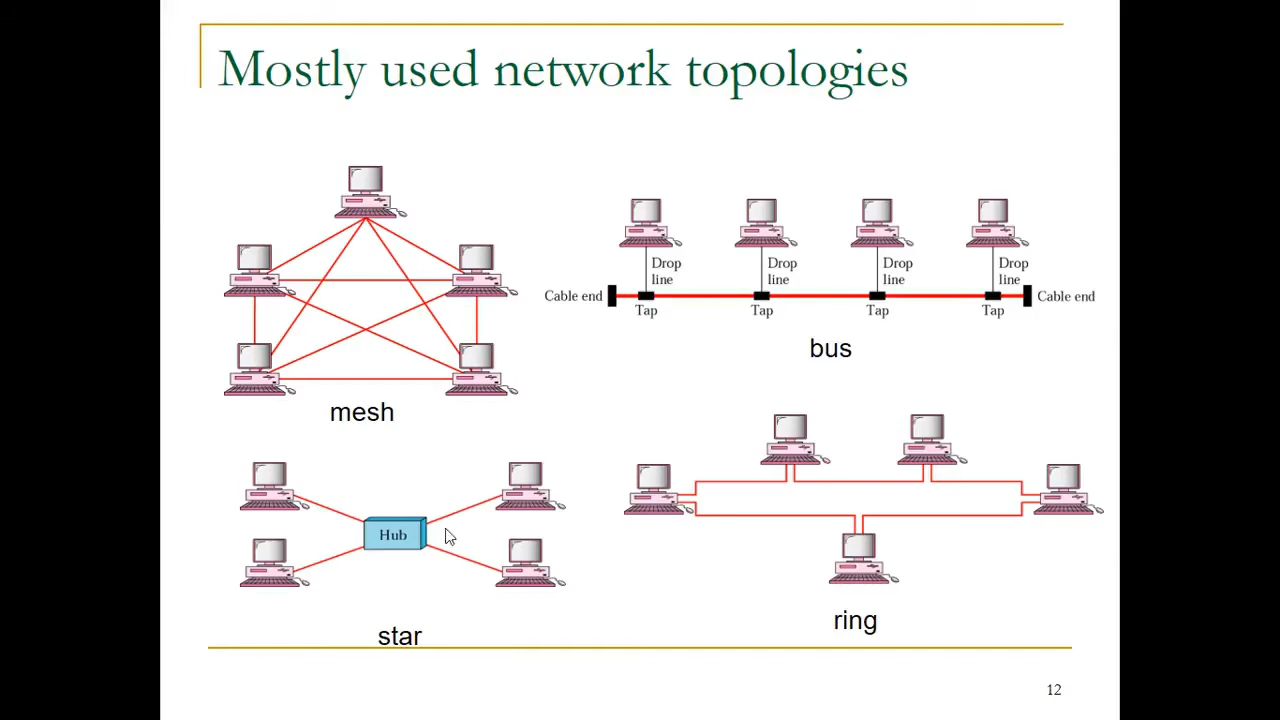 Mostly used network topologies
Drop
line
Drop
line
Drop
line
Drop
line
Cable end
Cable end
Tap
Tap
Tap
Tap
bus
mesh
Hub
star
ring
12